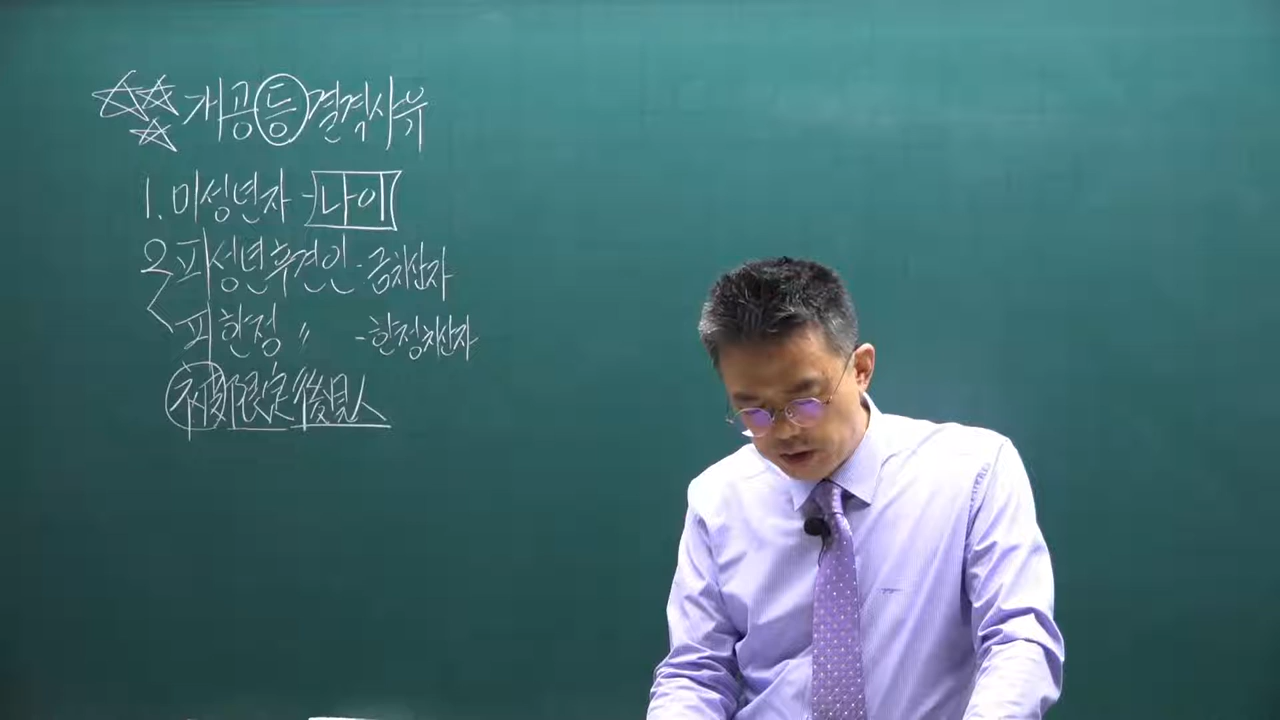 ☆☆☆ 개공등 결격사유
1. 미성년자 - 나이
2. 피성년후견인 - 금치산자
피한정 〃 - 한정치산자
被限定後見人